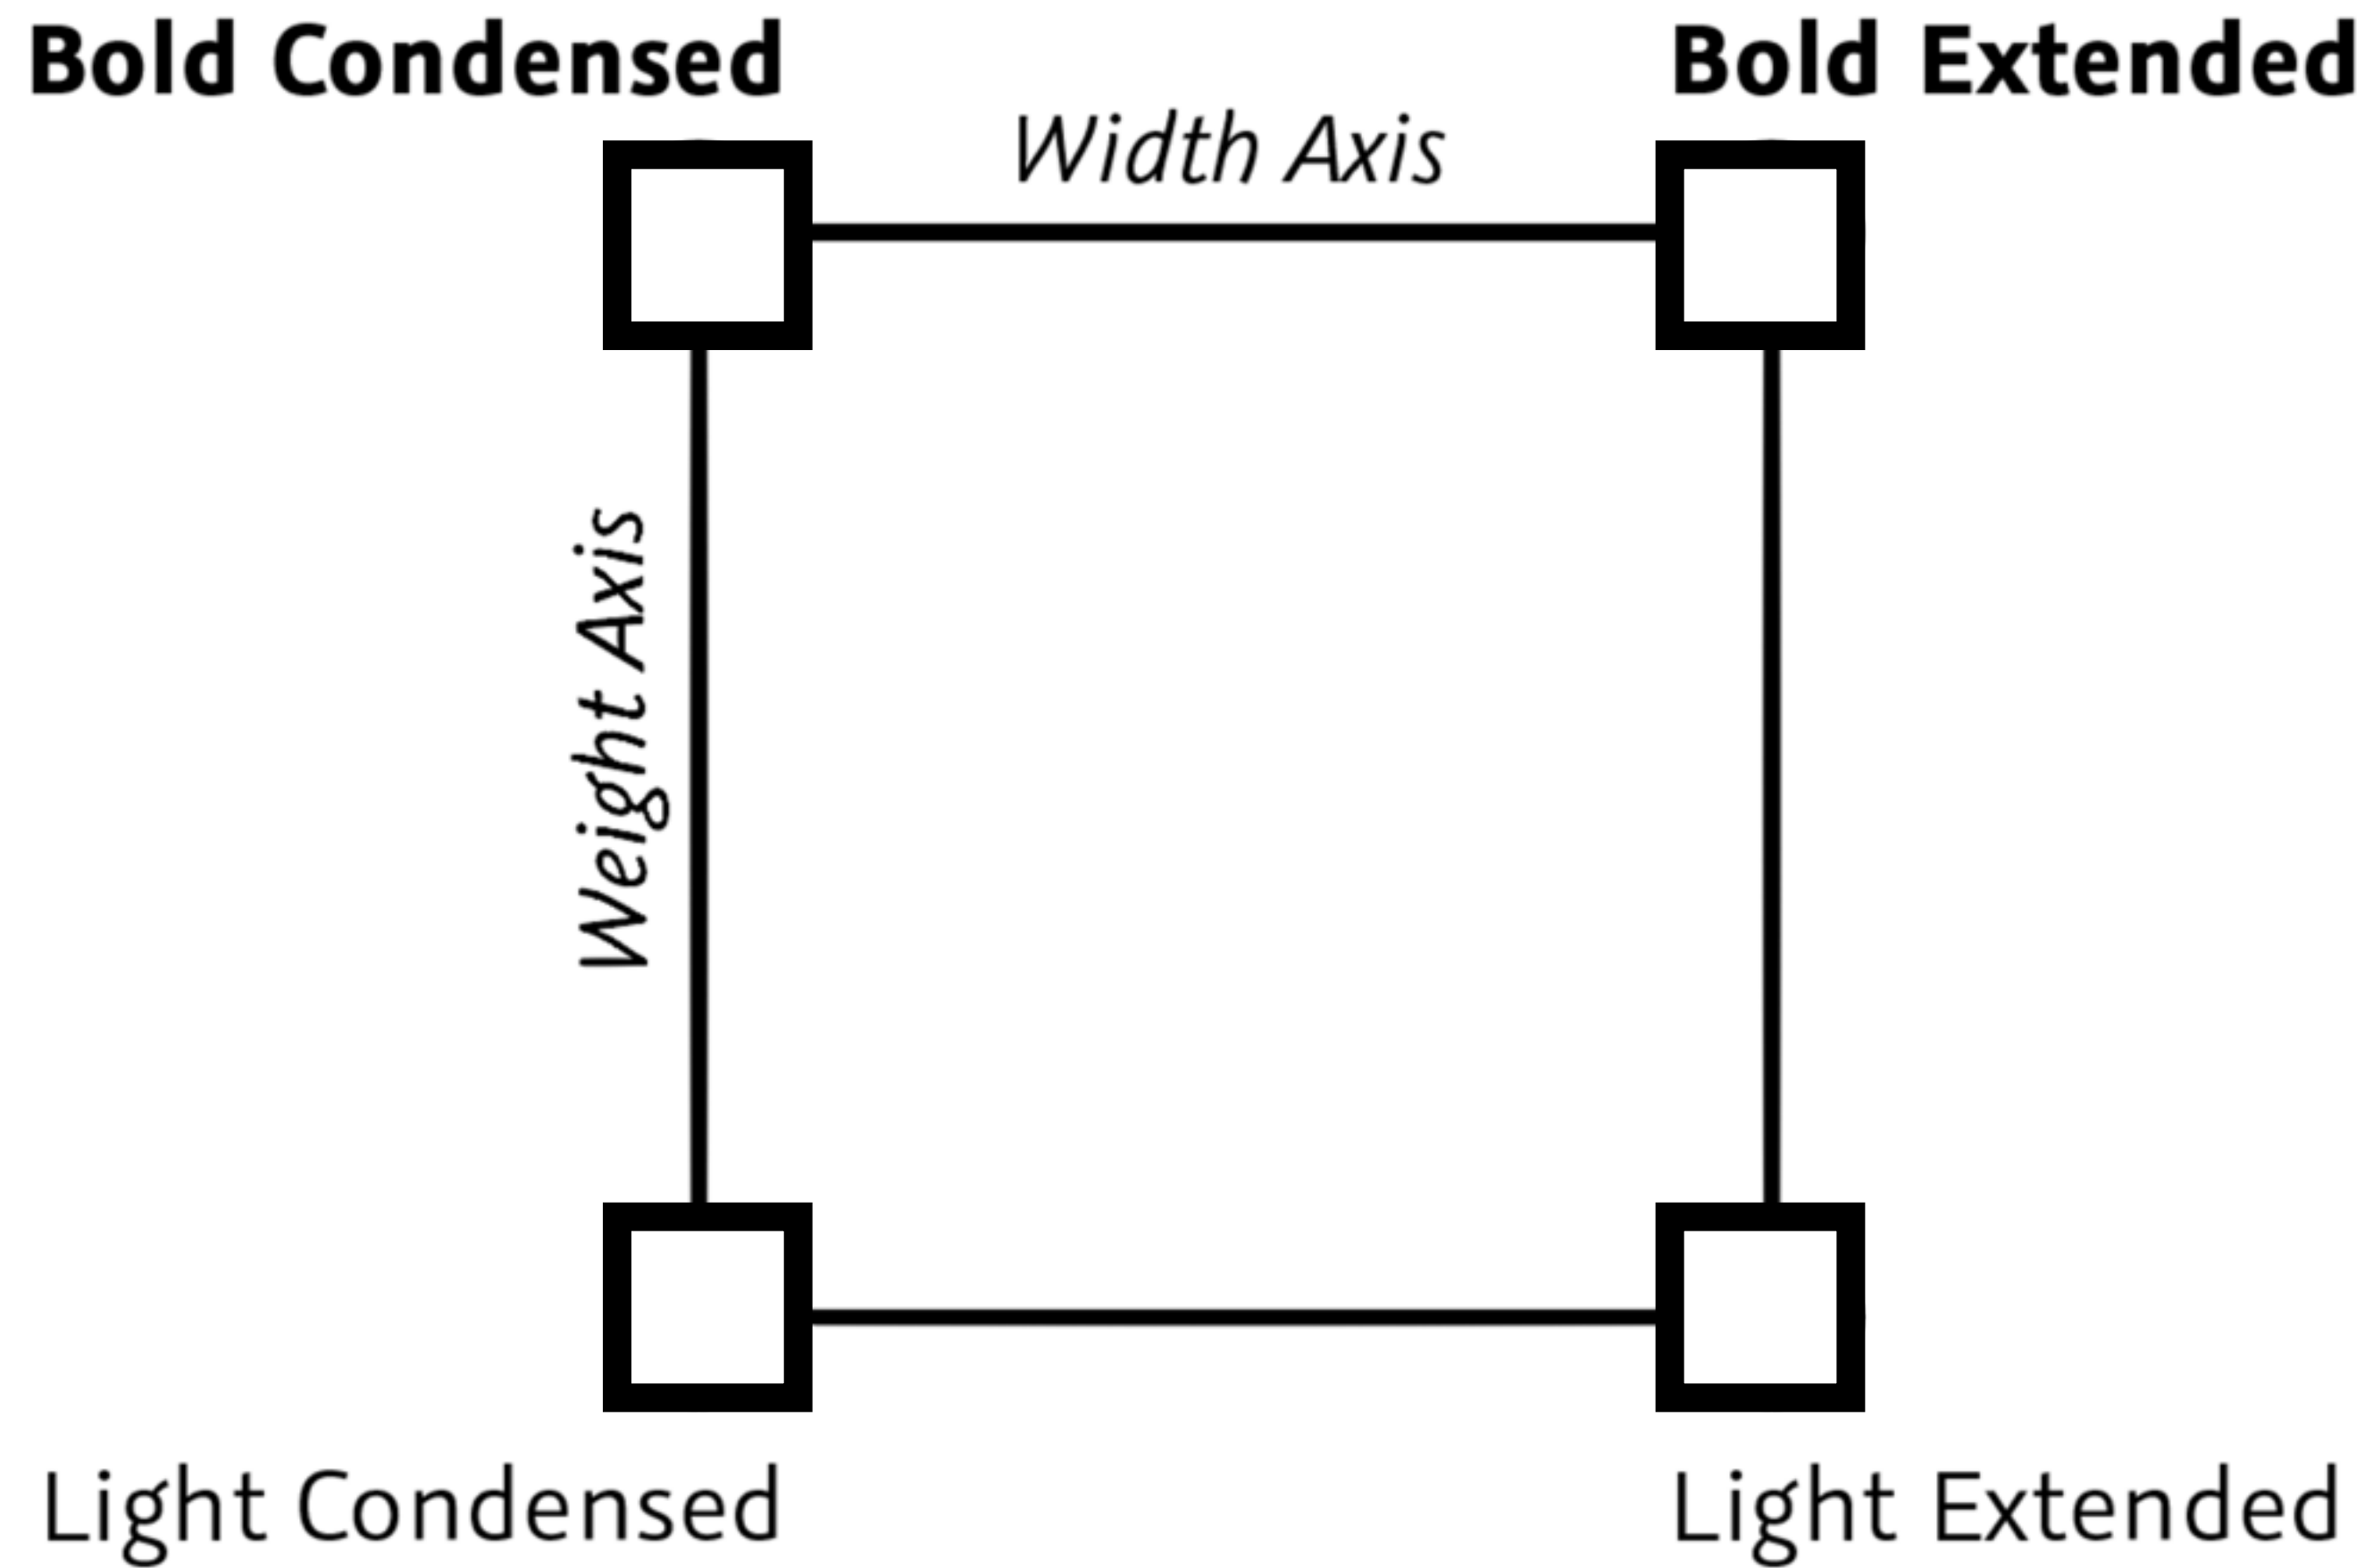 Bold Condensed
Bold Extended
Width Axis
Weight Axis
Light Condensed
Light Extended